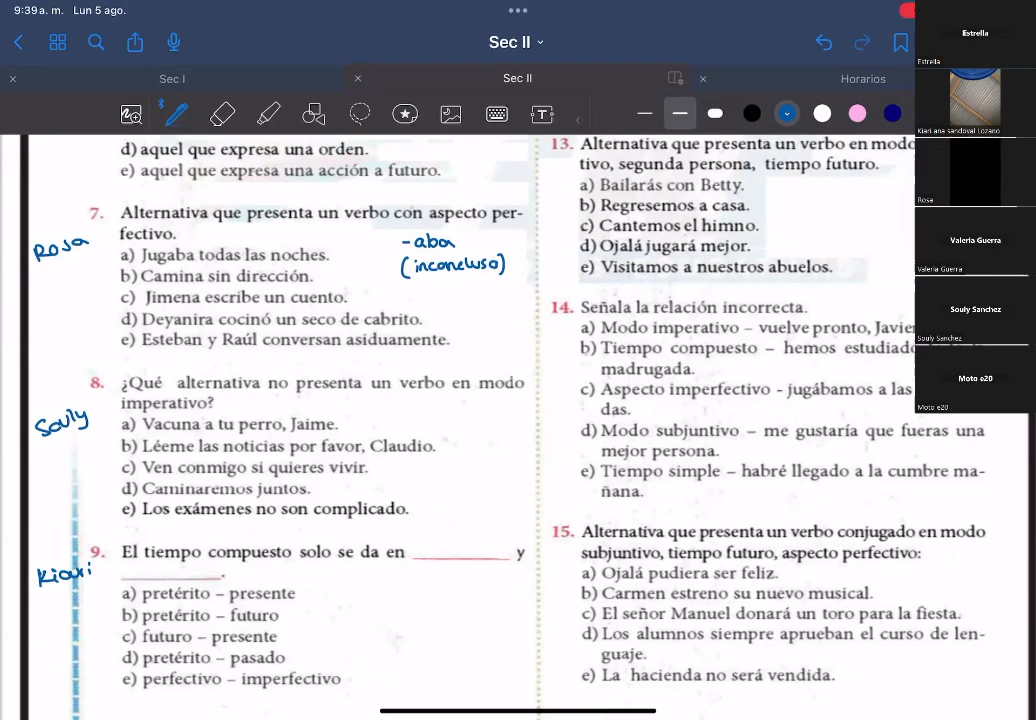 9:39 a. m. Lun 5 ago.
Sec II
Sec I
Sec II
Horarios
d) aquel que expresa una orden.
e) aquel que expresa una acción a futuro.
7. Alternativa que presenta un verbo con aspecto per-
fectivo.
Rosa
a) Jugaba todas las noches.
b) Camina sin dirección.
c) Jimena escribe un cuento.
d) Deyanira cocinó un seco de cabrito.
e) Esteban y Raúl conversan asiduamente.
-aba
(inconcluso)
8. ¿Qué alternativa no presenta un verbo en modo
imperativo?
Souly
a) Vacuna a tu perro, Jaime.
b) Léeme las noticias por favor, Claudio.
c) Ven conmigo si quieres vivir.
d) Caminaremos juntos.
e) Los exámenes no son complicado.
9. El tiempo compuesto solo se da en __________ y
__________.
Kiari
a) pretérito – presente
b) pretérito – futuro
c) futuro – presente
d) pretérito – pasado
e) perfectivo – imperfectivo
13. Alternativa que presenta un verbo en modo
tivo, segunda persona, tiempo futuro.
a) Bailarás con Betty.
b) Regresemos a casa.
c) Cantemos el himno.
d) Ojalá jugará mejor.
e) Visitamos a nuestros abuelos.
14. Señala la relación incorrecta.
a) Modo imperativo – vuelve pronto, Javie
b) Tiempo compuesto – hemos estudiad
madrugada.
c) Aspecto imperfectivo - jugábamos a las
das.
d) Modo subjuntivo – me gustaría que fueras una
mejor persona.
e) Tiempo simple – habré llegado a la cumbre ma-
ñana.
15. Alternativa que presenta un verbo conjugado en modo
subjuntivo, tiempo futuro, aspecto perfectivo:
a) Ojalá pudiera ser feliz.
b) Carmen estreno su nuevo musical.
c) El señor Manuel donará un toro para la fiesta.
d) Los alumnos siempre aprueban el curso de len-
guaje.
e) La hacienda no será vendida.
Estrella
Estrella
Kiari ana sandoval Lozano
Rosa
Valeria Guerra
Valeria Guerra
Souly Sanchez
Souly Sanchez
Moto e20
Moto e20